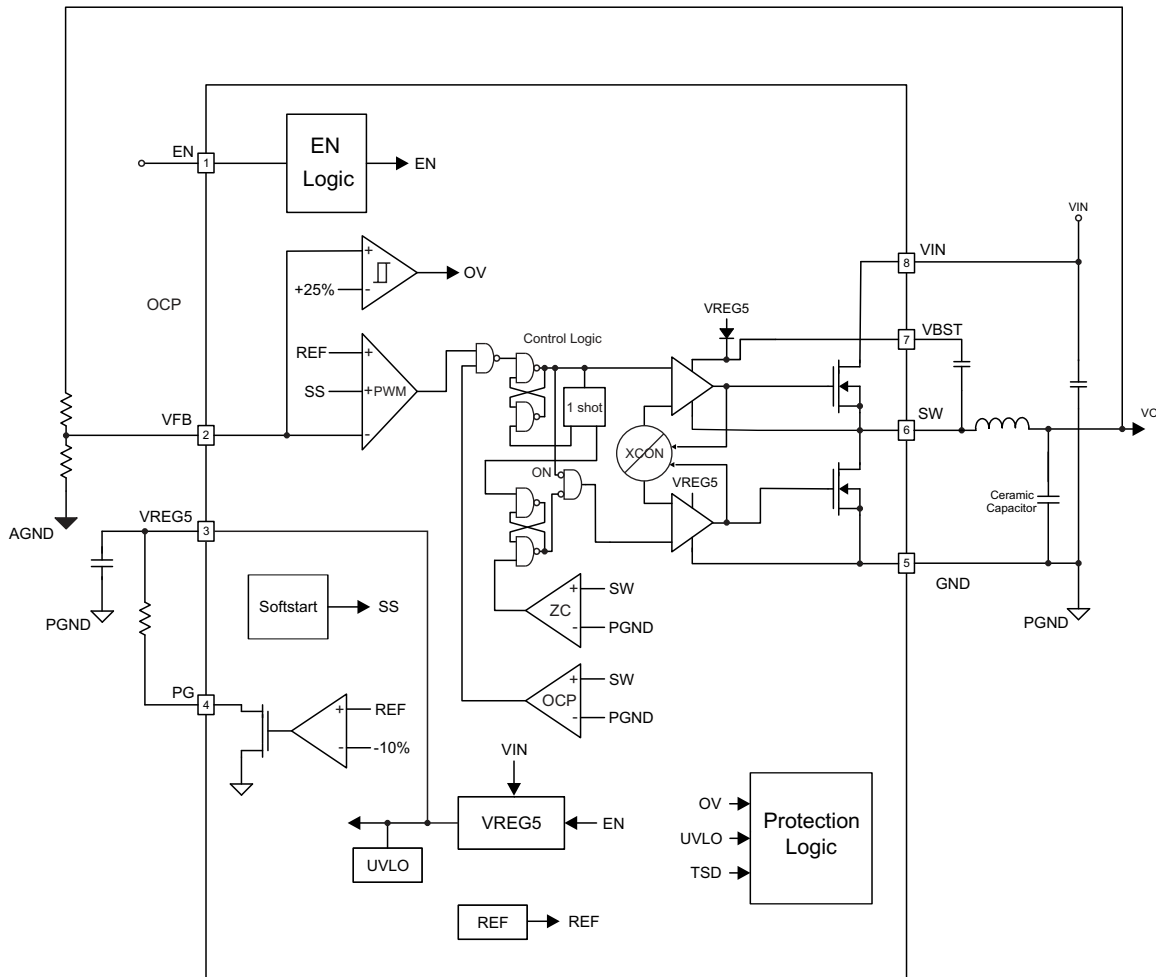 EN
1
EN
Logic
EN
+
+25%
-
OV
OCP
VIN
8
VIN
VREG5
7
VBST
Control Logic
REF
+
SS
+
PWM
-
1 shot
VFB
2
SW
6
VO
XCON
ON
VREG5
Ceramic
Capacitor
AGND
VREG5
3
5
GND
PGND
PGND
Softstart
SS
+
SW
ZC
-
PGND
+
SW
OCP
-
PGND
PG
4
+
REF
-
-10%
VIN
VREG5
EN
UVLO
OV
UVLO
TSD
Protection
Logic
REF
REF